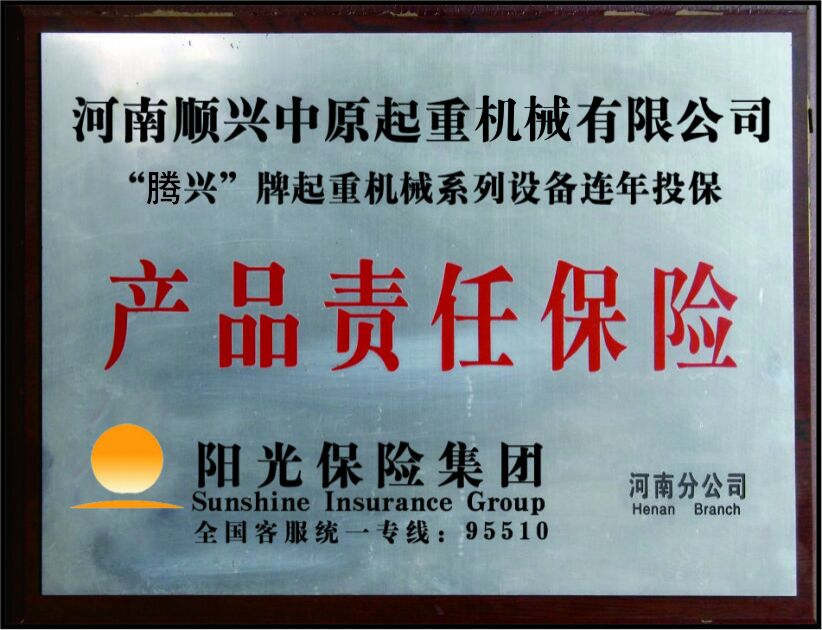 河南顺兴中原起重机械有限公司
“腾兴”牌起重机械系列设备连年投保
产品责任保险
阳光保险集团
Sunshine Insurance Group
全国客服统一专线：95510
河南分公司
Henan Branch